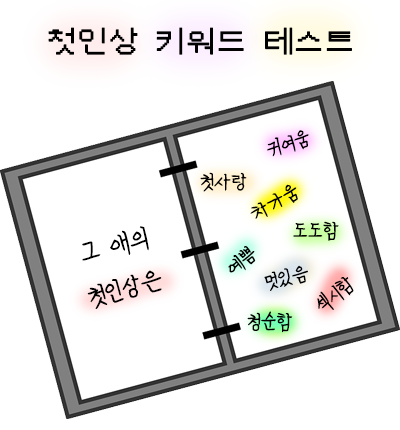 첫인상 키워드 테스트
그 애의
첫인상은
귀여움
첫사랑
차가움
도도함
예쁨
멋있음
섹시함
청순함